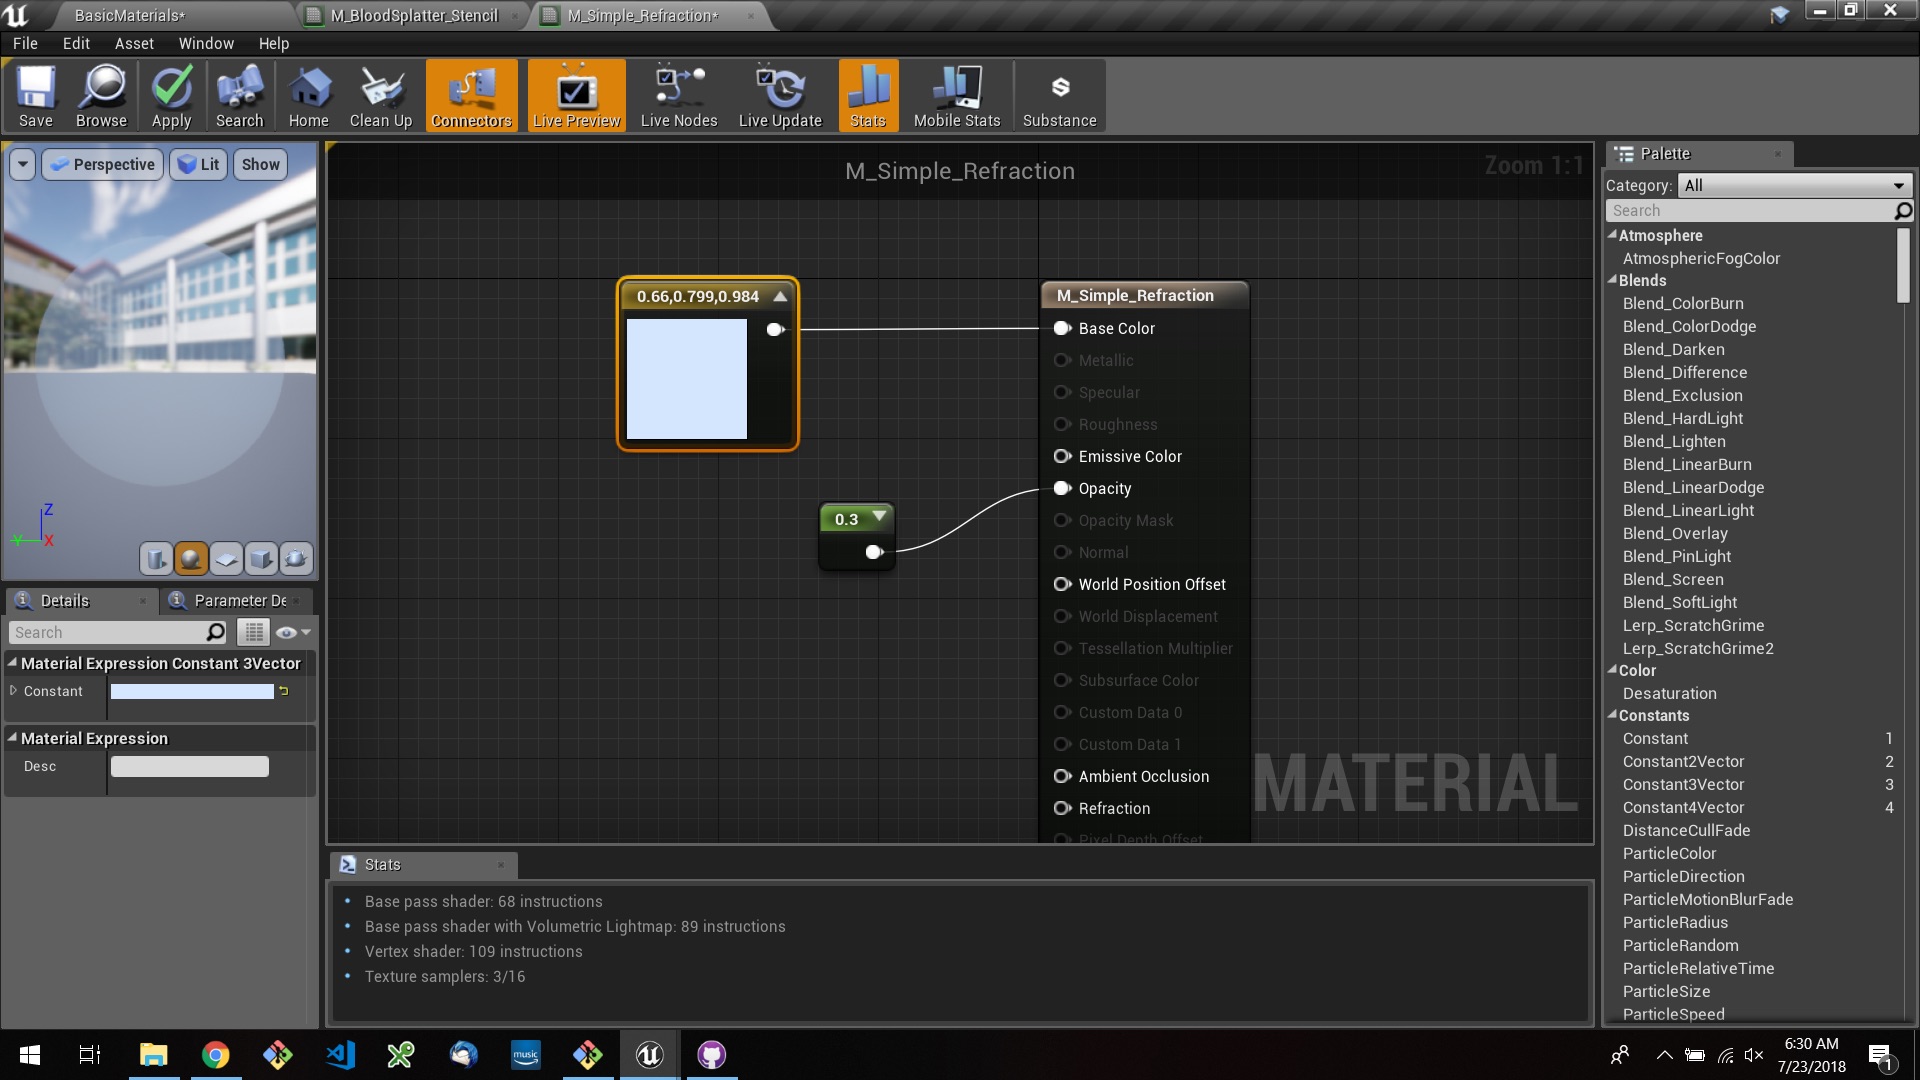 BasicMaterials*
M_BloodSplatter_Stencil
M_Simple_Refraction*
File Edit Asset Window Help
Save Browse Apply Search Home Clean Up Connectors Live Preview Live Nodes Live Update Stats Mobile Stats Substance
Perspective Lit Show
Z
Y
X
Details
Parameter De
Search
Material Expression Constant 3Vector
Constant
Material Expression
Desc
M_Simple_Refraction
Zoom 1:1
0.66,0.799,0.984
0.3
M_Simple_Refraction
Base Color
Metallic
Specular
Roughness
Emissive Color
Opacity
Opacity Mask
Normal
World Position Offset
World Displacement
Tessellation Multiplier
Subsurface Color
Custom Data 0
Custom Data 1
Ambient Occlusion
Refraction
Pixel Depth Offset
MATERIAL
Stats
Base pass shader: 68 instructions
Base pass shader with Volumetric Lightmap: 89 instructions
Vertex shader: 109 instructions
Texture samplers: 3/16
Palette
Category: All
Search
Atmosphere
AtmosphericFogColor
Blends
Blend_ColorBurn
Blend_ColorDodge
Blend_Darken
Blend_Difference
Blend_Exclusion
Blend_HardLight
Blend_Lighten
Blend_LinearBurn
Blend_LinearDodge
Blend_LinearLight
Blend_Overlay
Blend_PinLight
Blend_Screen
Blend_SoftLight
Lerp_ScratchGrime
Lerp_ScratchGrime2
Color
Desaturation
Constants
Constant 1
Constant2Vector 2
Constant3Vector 3
Constant4Vector 4
DistanceCullFade
ParticleColor
ParticleDirection
ParticleMotionBlurFade
ParticleRadius
ParticleRandom
ParticleRelativeTime
ParticleSize
ParticleSpeed
music
6:30 AM
7/23/2018
1